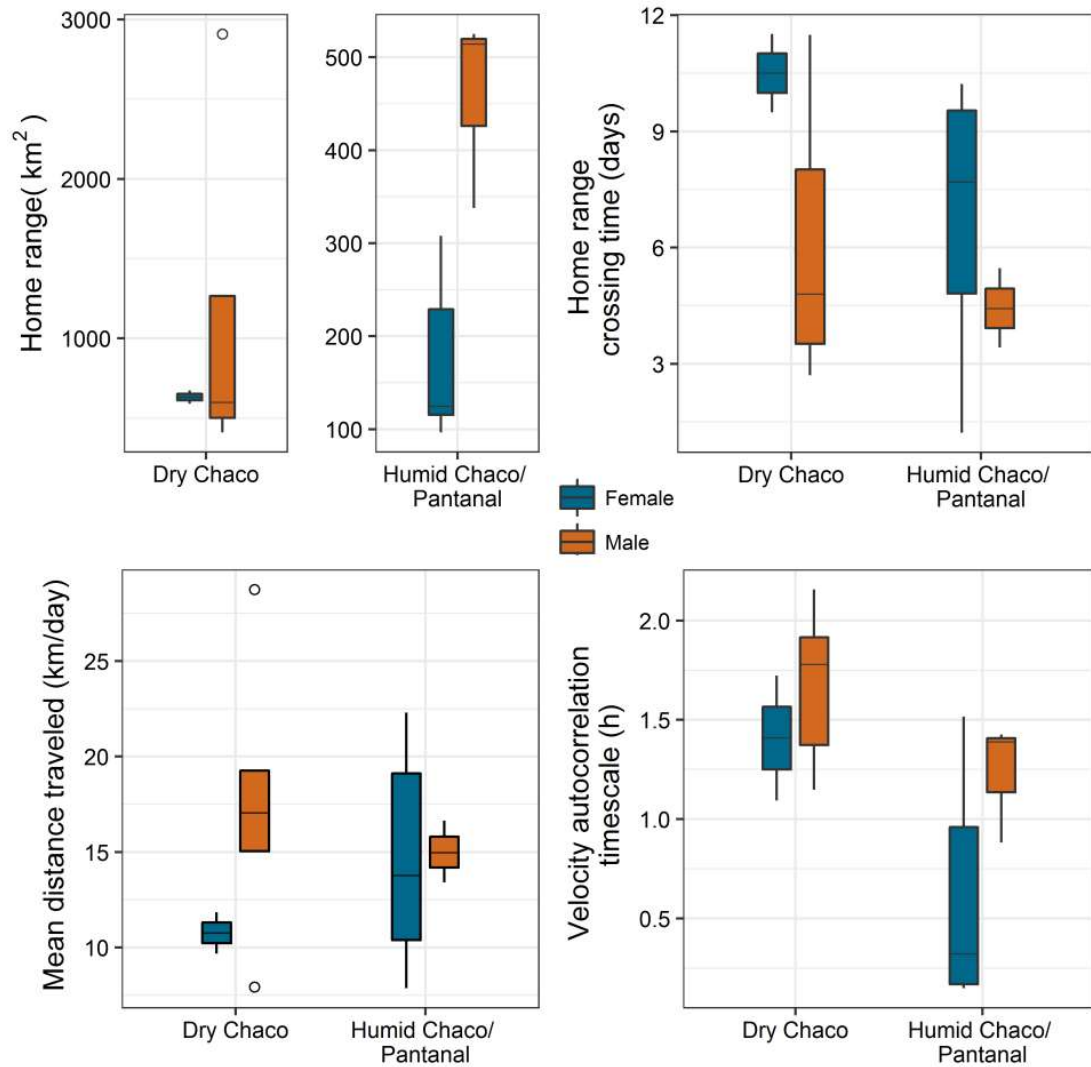 Home range( km²)
3000
2000
1000
Dry Chaco
500
400
300
200
100
Humid Chaco/
Pantanal
Home range
crossing time (days)
12
9
6
3
Dry Chaco
Humid Chaco/
Pantanal
Female
Male
Mean distance traveled (km/day)
25
20
15
10
Dry Chaco
Humid Chaco/
Pantanal
Velocity autocorrelation
timescale (h)
2.0
1.5
1.0
0.5
Dry Chaco
Humid Chaco/
Pantanal